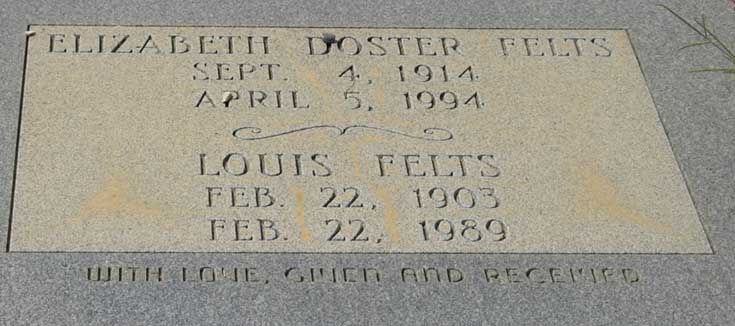 ELIZABETH DOSTER FELTS
SEPT. 4, 1914
APRIL 5, 1994
LOUIS FELTS
FEB. 22, 1903
FEB. 22, 1989
WITH LOVE, GIVEN AND RECEIVED